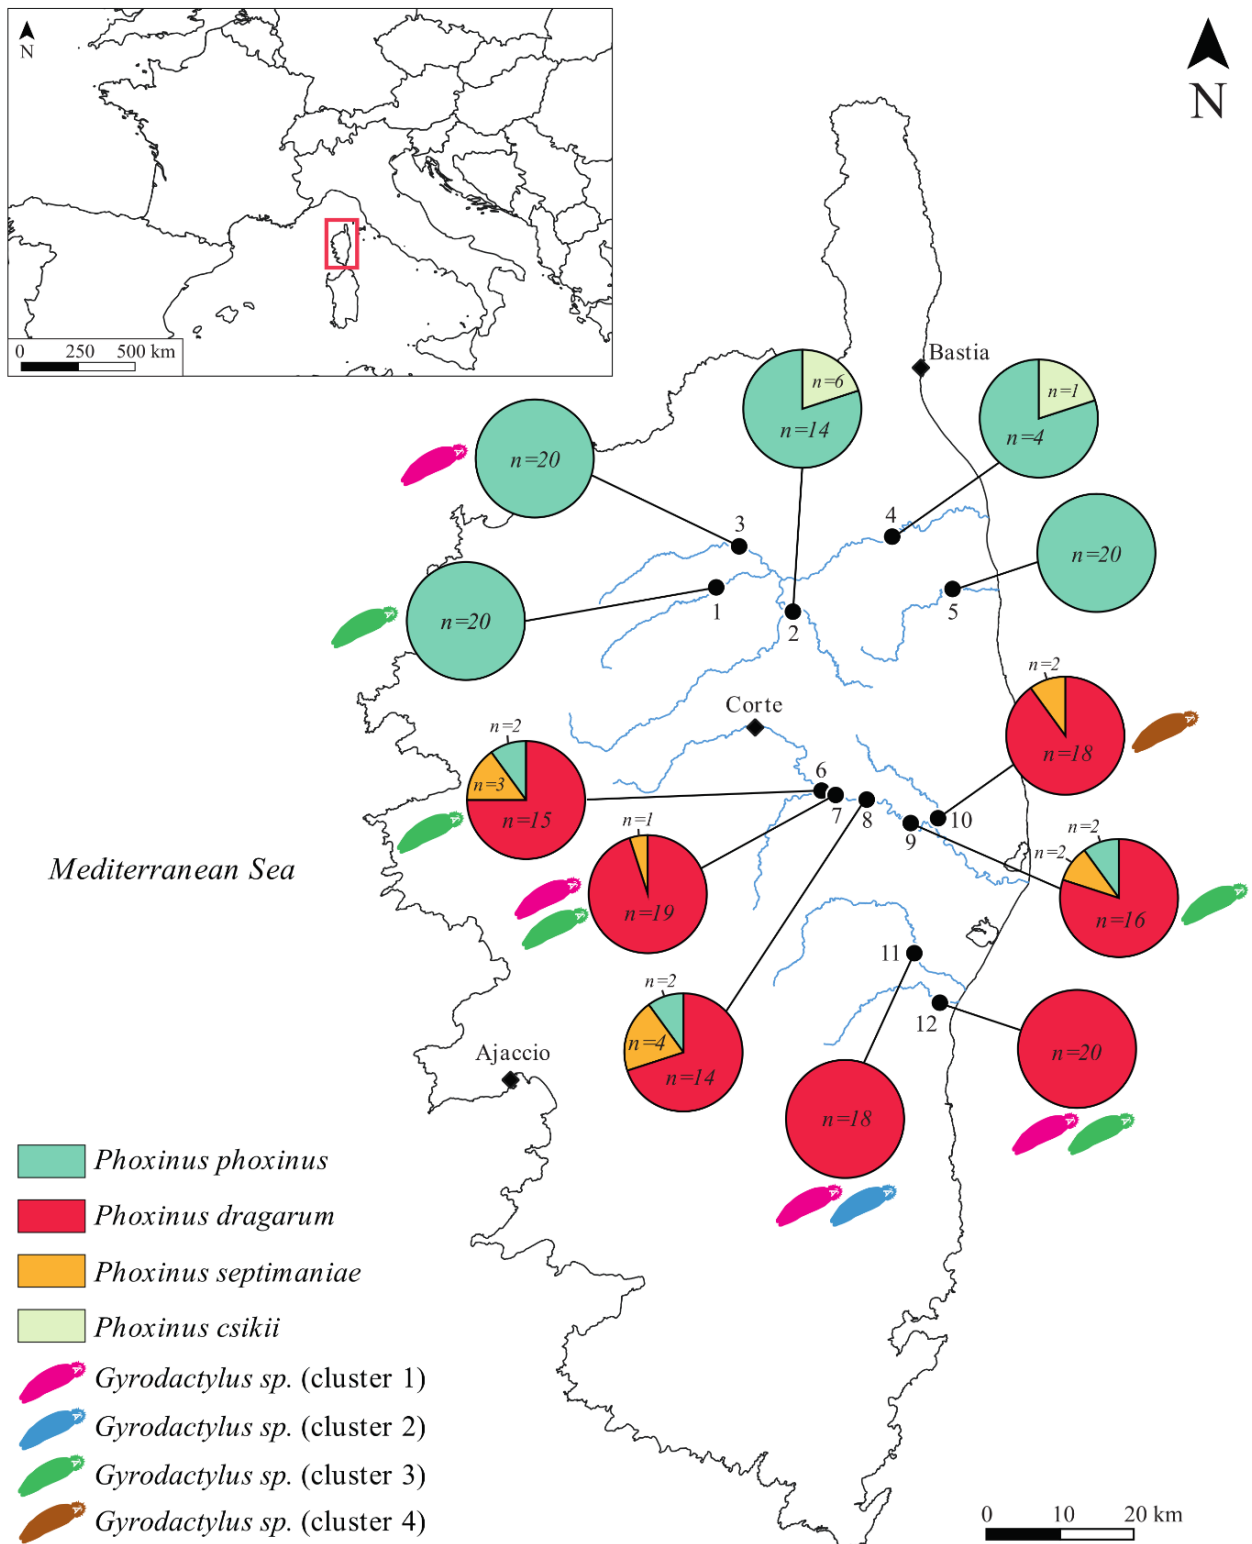 N
0 250 500 km
N
Bastia
n=6
n=14
n=1
n=4
n=20
3
4
n=20
n=20
1
2
5
n=2
Corte
n=18
n=2
n=3
n=15
6
7
8
9
10
n=1
n=19
n=2
n=2
n=16
Mediterranean Sea
11
n=2
n=4
n=14
12
n=20
Ajaccio
n=18
Phoxinus phoxinus
Phoxinus dragarum
Phoxinus septimaniae
Phoxinus csikii
Gyrodactylus sp. (cluster 1)
Gyrodactylus sp. (cluster 2)
Gyrodactylus sp. (cluster 3)
Gyrodactylus sp. (cluster 4)
0 10 20 km
n=20